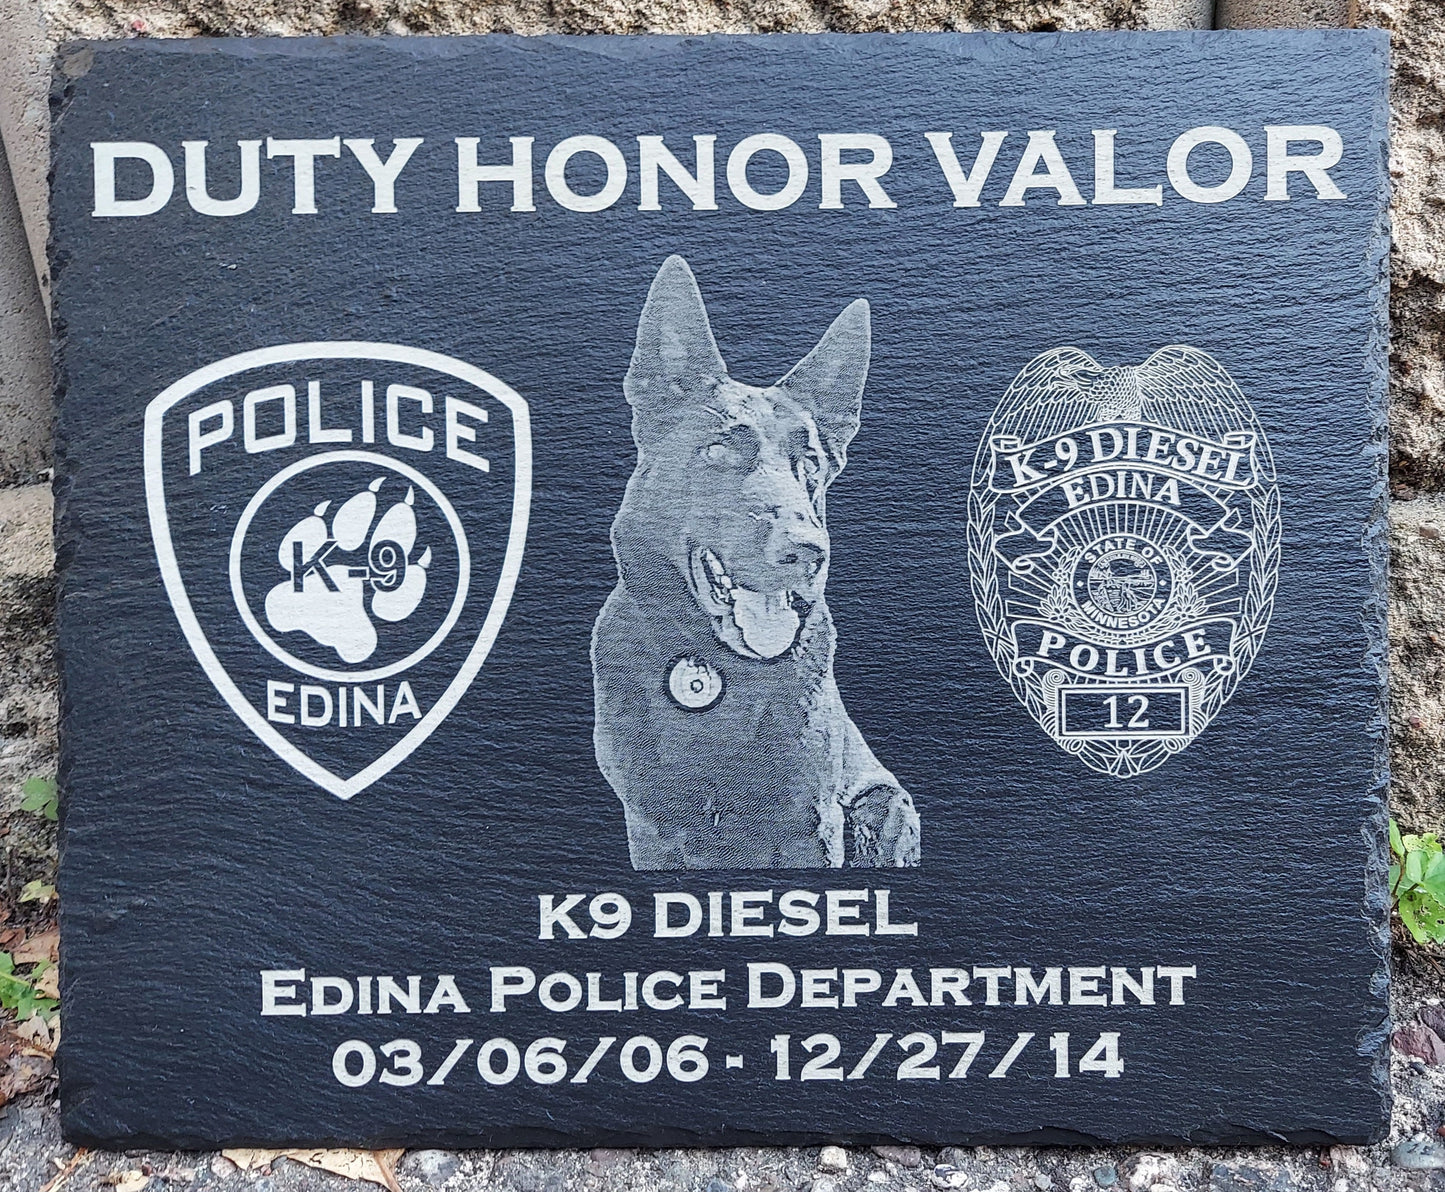 DUTY HONOR VALOR
POLICE
K-9
EDINA
K-9 DIESEL
EDINA
STATE OF
MINNESOTA
POLICE
12
K9 DIESEL
EDINA POLICE DEPARTMENT
03/06/06 - 12/27/14